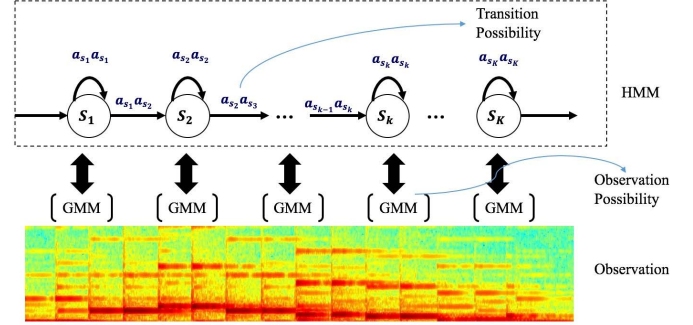 Transition
Possibility
a_{s_1}a_{s_1}
a_{s_2}a_{s_2}
a_{s_k}a_{s_k}
a_{s_K}a_{s_K}
HMM
S_1
a_{s_1}a_{s_2}
S_2
a_{s_2}a_{s_3}
...
a_{s_{k-1}}a_{s_k}
S_k
...
S_K
GMM
GMM
GMM
GMM
GMM
Observation
Possibility
Observation